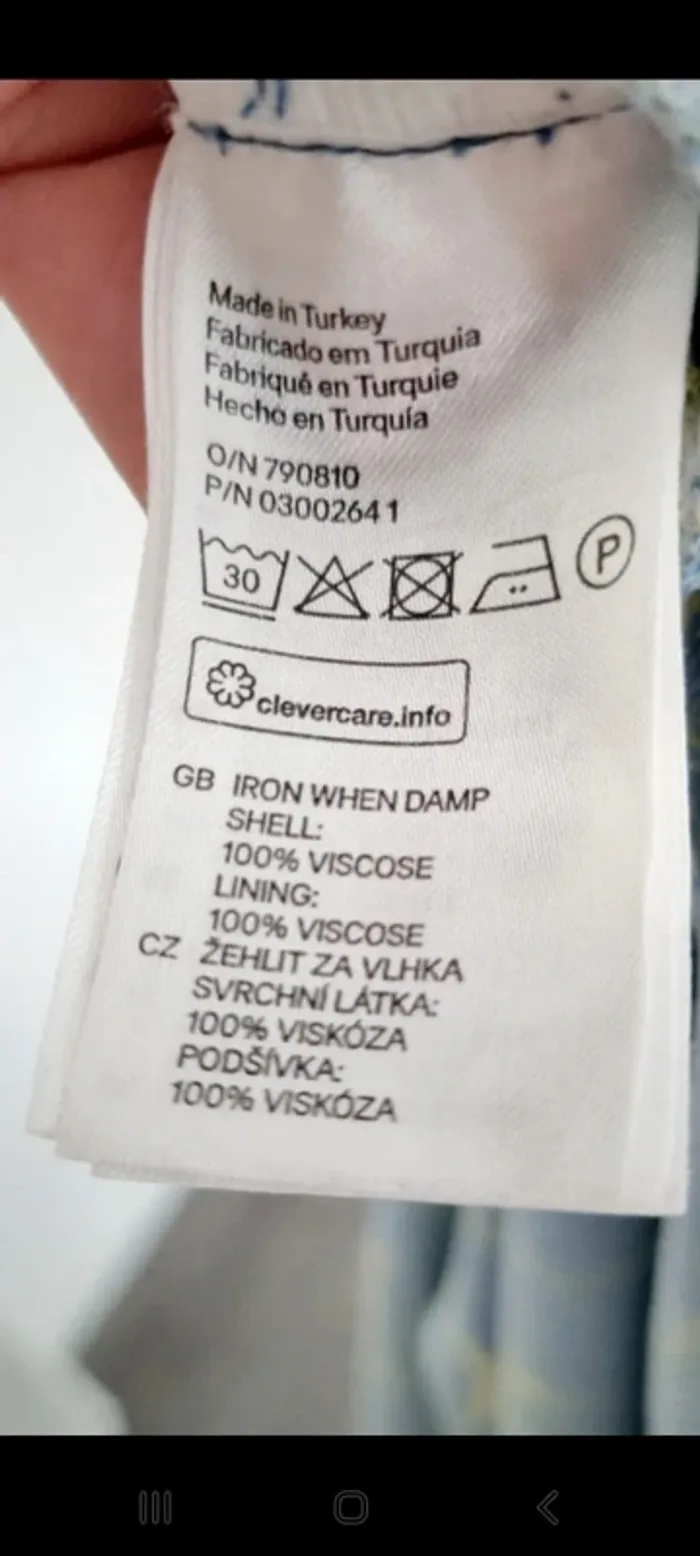 Made in Turkey
Fabricado em Turquia
Fabriqué en Turquie
Hecho en Turquía
O/N 790810
P/N 03002641
30
P
clevercare.info
GB IRON WHEN DAMP
SHELL:
100% VISCOSE
LINING:
100% VISCOSE
CZ ŽEHLIT ZA VLHKA
SVRCHNÍ LÁTKA:
100% VISKÓZA
PODŠÍVKA:
100% VISKÓZA